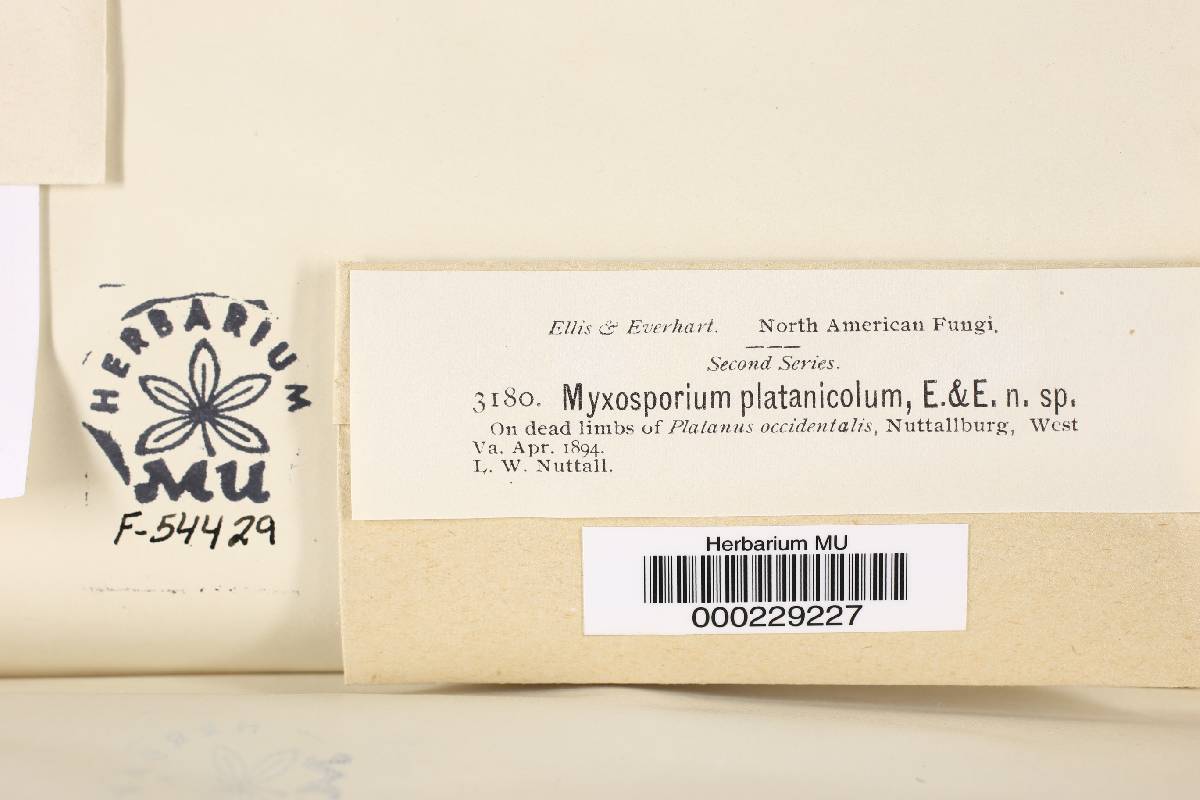 Ellis & Everhart. North American Fungi,
Second Series.
3180. Myxosporium platanicolum, E.&E. n. sp.
On dead limbs of Platanus occidentalis, Nuttallburg, West
Va. Apr. 1894.
L. W. Nuttall.
HERBARIUM
MU
F-54429
Herbarium MU
000229227